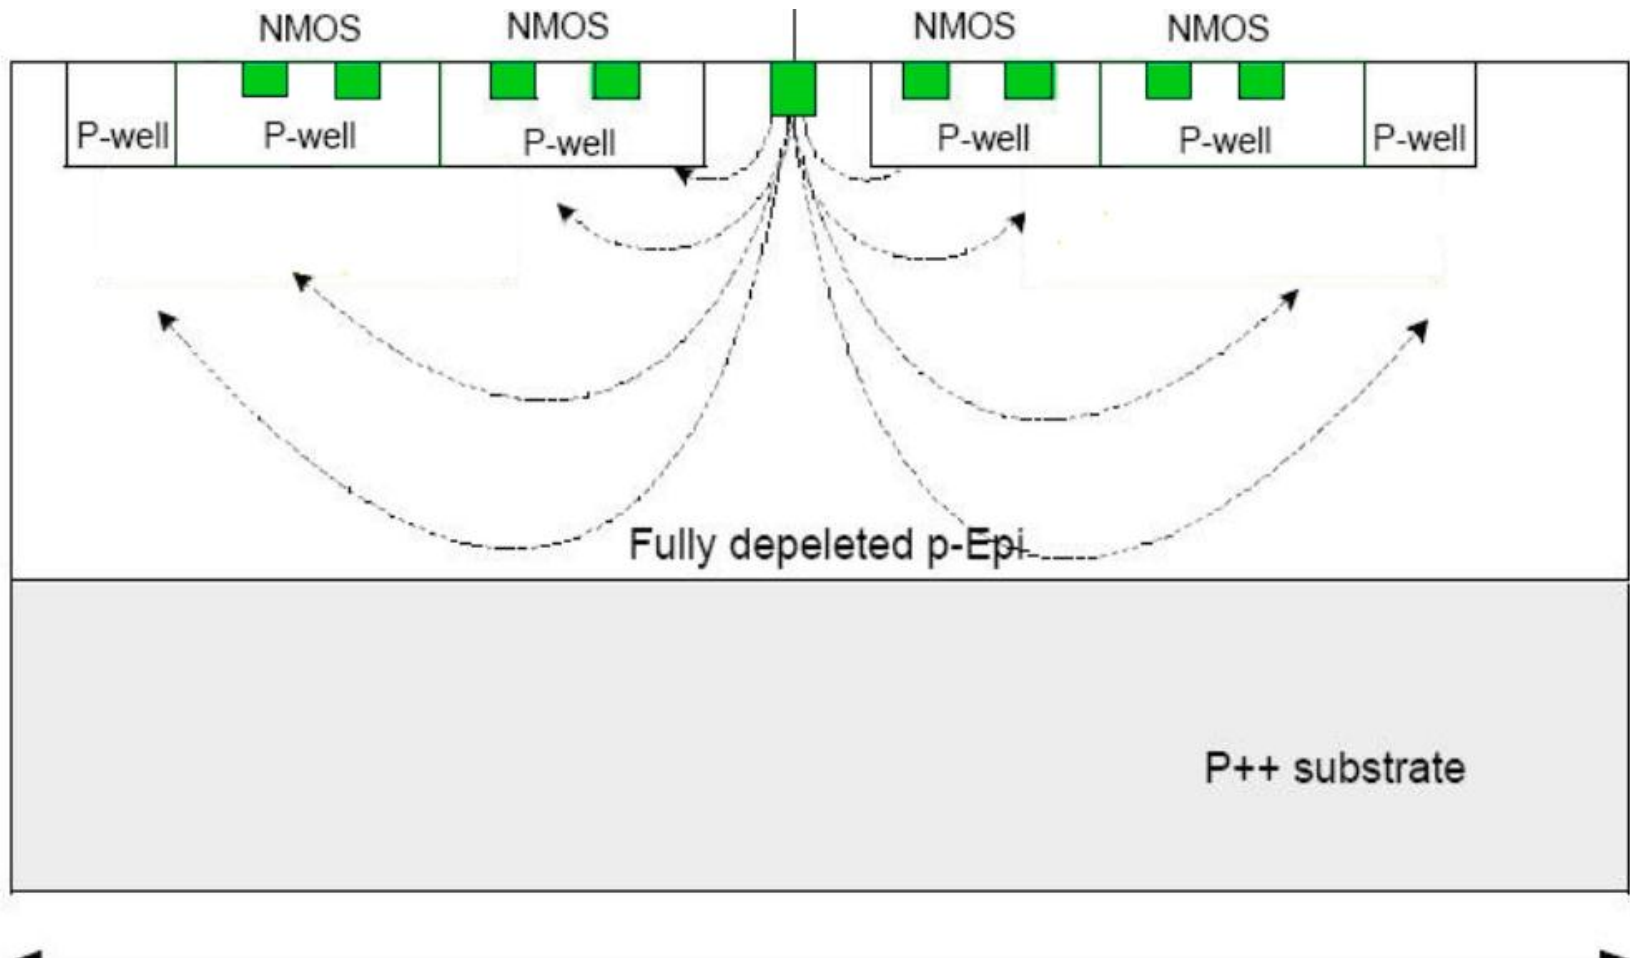 NMOS
NMOS
NMOS
NMOS
P-well
P-well
P-well
P-well
P-well
P-well
Fully depeleted p-Epi
P++ substrate